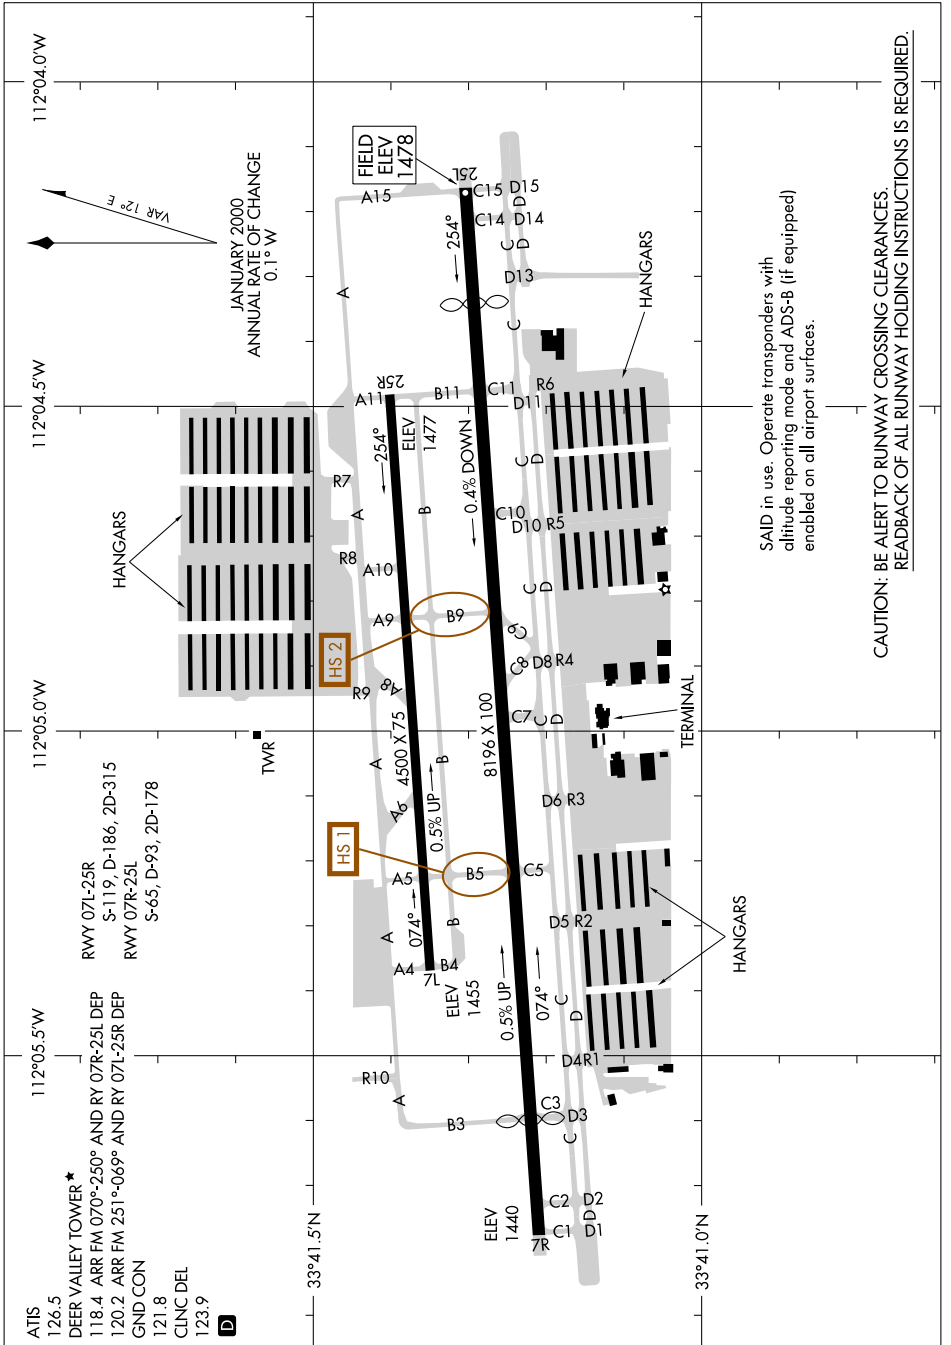 ATIS
126.5
DEER VALLEY TOWER★
118.4 ARR FM 070°-250° AND RY 07R-25L DEP
120.2 ARR FM 251°-069° AND RY 07L-25R DEP
GND CON
121.8
CLNC DEL
123.9
D
RWY 07L-25R
S-119, D-186, 2D-315
RWY 07R-25L
S-65, D-93, 2D-178
112°05.5'W
112°05.0'W
112°04.5'W
112°04.0'W
VAR 12° E
JANUARY 2000
ANNUAL RATE OF CHANGE
0.1° W
HANGARS
TWR
33°41.5'N
HS 1
HS 2
R10
R9
R8
R7
A
A
A
A
A
A4
A5
A6
A8
A9
A10
A11
A15
FIELD
ELEV
1478
7L
074°
4500 X 75
0.5% UP
254°
25R
ELEV
1455
ELEV
1477
B
B
B
B3
B4
B5
B9
B11
ELEV
1440
7R
0.5% UP
074°
8196 X 100
0.4% DOWN
254°
25L
C1
C2
C3
C5
C7
C8
C9
C10
C11
C14
C15
C
C
C
C
C
C
C
D
D
D
D
D
D
D
D
D1
D2
D3
D4
R1
D5
R2
D6
R3
D8
R4
D10
R5
D11
R6
D13
D14
D15
HANGARS
TERMINAL
HANGARS
33°41.0'N
SAID in use. Operate transponders with
altitude reporting mode and ADS-B (if equipped)
enabled on all airport surfaces.
CAUTION: BE ALERT TO RUNWAY CROSSING CLEARANCES.
READBACK OF ALL RUNWAY HOLDING INSTRUCTIONS IS REQUIRED.